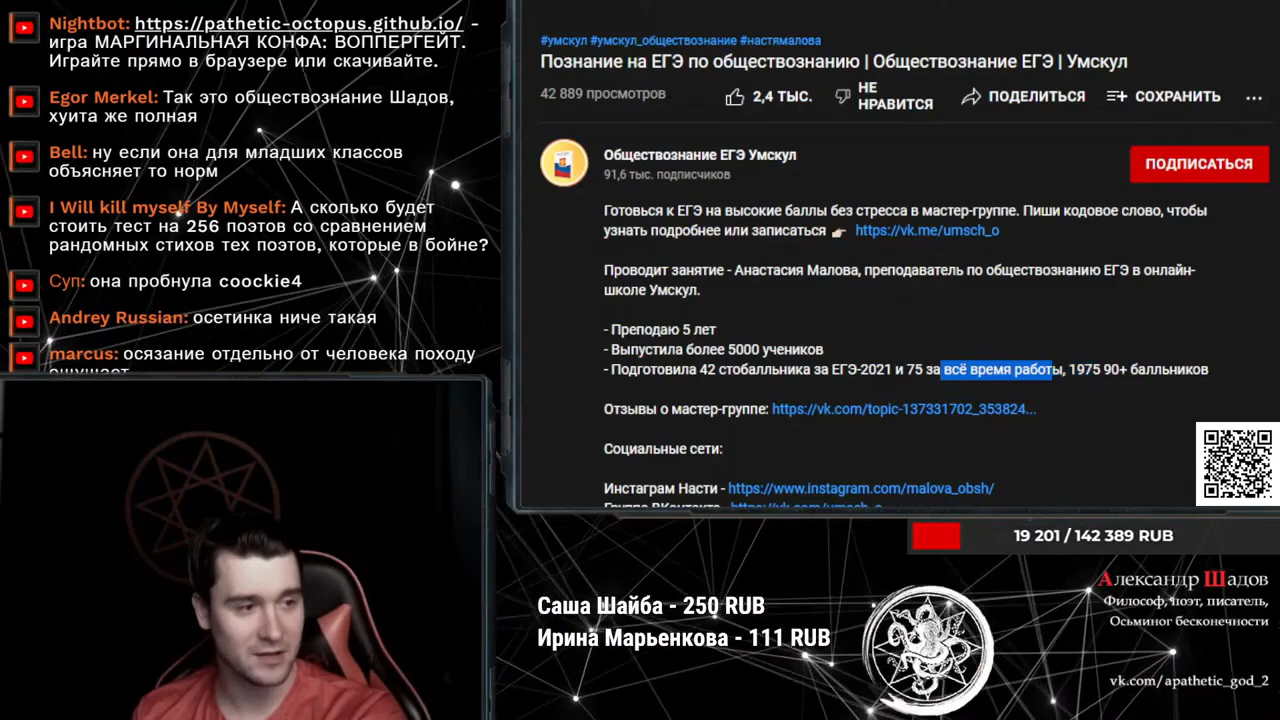 Nightbot: https://pathetic-octopus.github.io/ -
игра МАРГИНАЛЬНАЯ КОНФА: ВОППЕРГЕЙТ.
Играйте прямо в браузере или скачивайте.
Egor Merkel: Так это обществознание Шадов,
хуита же полная
Bell: ну если она для младших классов
объясняет то норм
I Will kill myself By Myself: А сколько будет
стоить тест на 256 поэтов со сравнением
рандомных стихов тех поэтов, которые в бойне?
Суп: она пробнула coockie4
Andrey Russian: осетинка ниче такая
marcus: осязание отдельно от человека походу
ощущает
#умскул #умскул_обществознание #настямалова
Познание на ЕГЭ по обществознанию | Обществознание ЕГЭ | Умскул
42 889 просмотров
2,4 ТЫС.
НЕ
НРАВИТСЯ
ПОДЕЛИТЬСЯ
СОХРАНИТЬ
...
Обществознание ЕГЭ Умскул
91,6 тыс. подписчиков
ПОДПИСАТЬСЯ
Готовься к ЕГЭ на высокие баллы без стресса в мастер-группе. Пиши кодовое слово, чтобы
узнать подробнее или записаться https://vk.me/umsch_o
Проводит занятие - Анастасия Малова, преподаватель по обществознанию ЕГЭ в онлайн-
школе Умскул.
- Преподаю 5 лет
- Выпустила более 5000 учеников
- Подготовила 42 стобалльника за ЕГЭ-2021 и 75 за всё время работы, 1975 90+ балльников
Отзывы о мастер-группе: https://vk.com/topic-137331702_353824...
Социальные сети:
Инстаграм Насти - https://www.instagram.com/malova_obsh/
Группа ВКонтакте - https://vk.com/umsch_o
19 201 / 142 389 RUB
Саша Шайба - 250 RUB
Ирина Марьенкова - 111 RUB
Александр Шадов
Философ, поэт, писатель,
Осьминог бесконечности
vk.com/apathetic_god_2